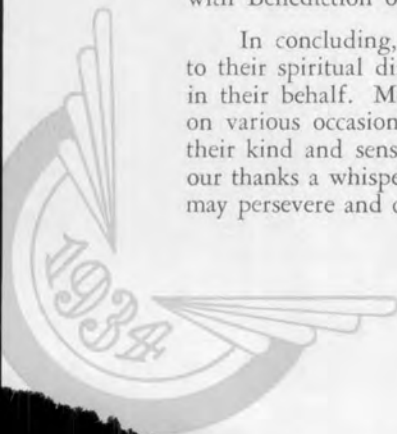 with Benediction o
In concluding,
to their spiritual di
in their behalf. M
on various occasion
their kind and sens
our thanks a whispe
may persevere and c
1934